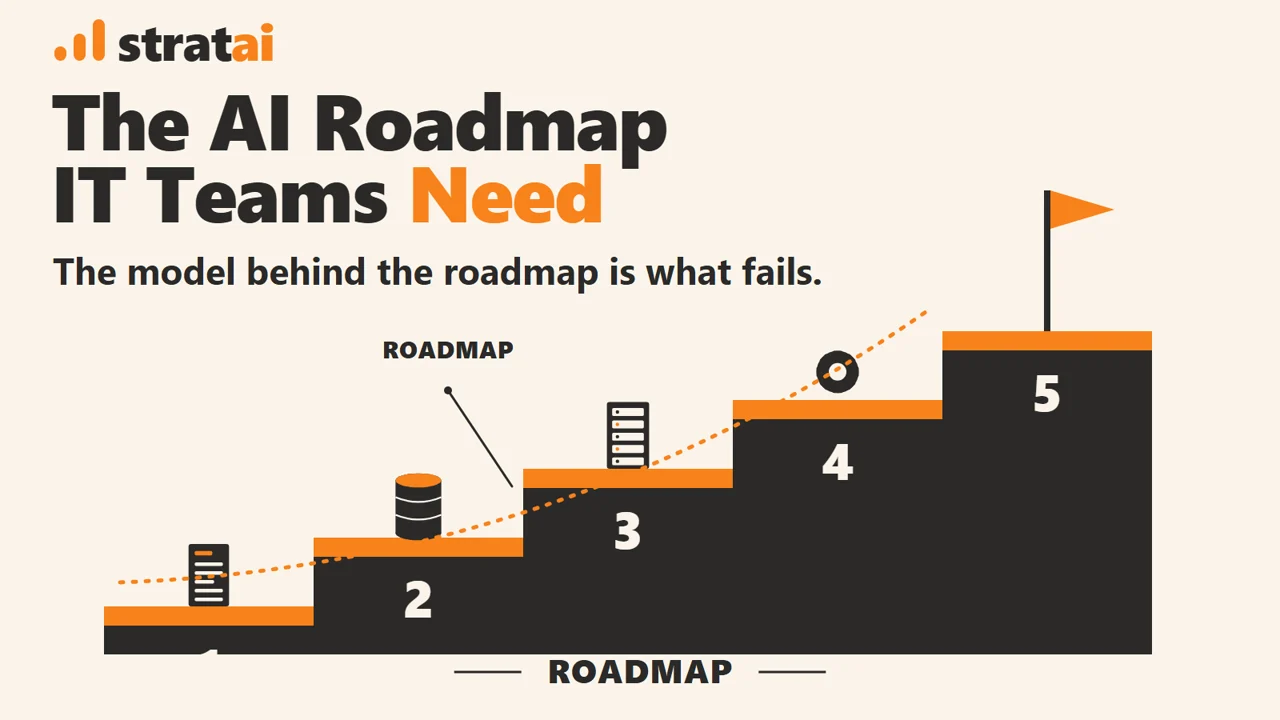 stratai
The AI Roadmap
IT Teams Need
The model behind the roadmap is what fails.
ROADMAP
5
4
3
2
ROADMAP